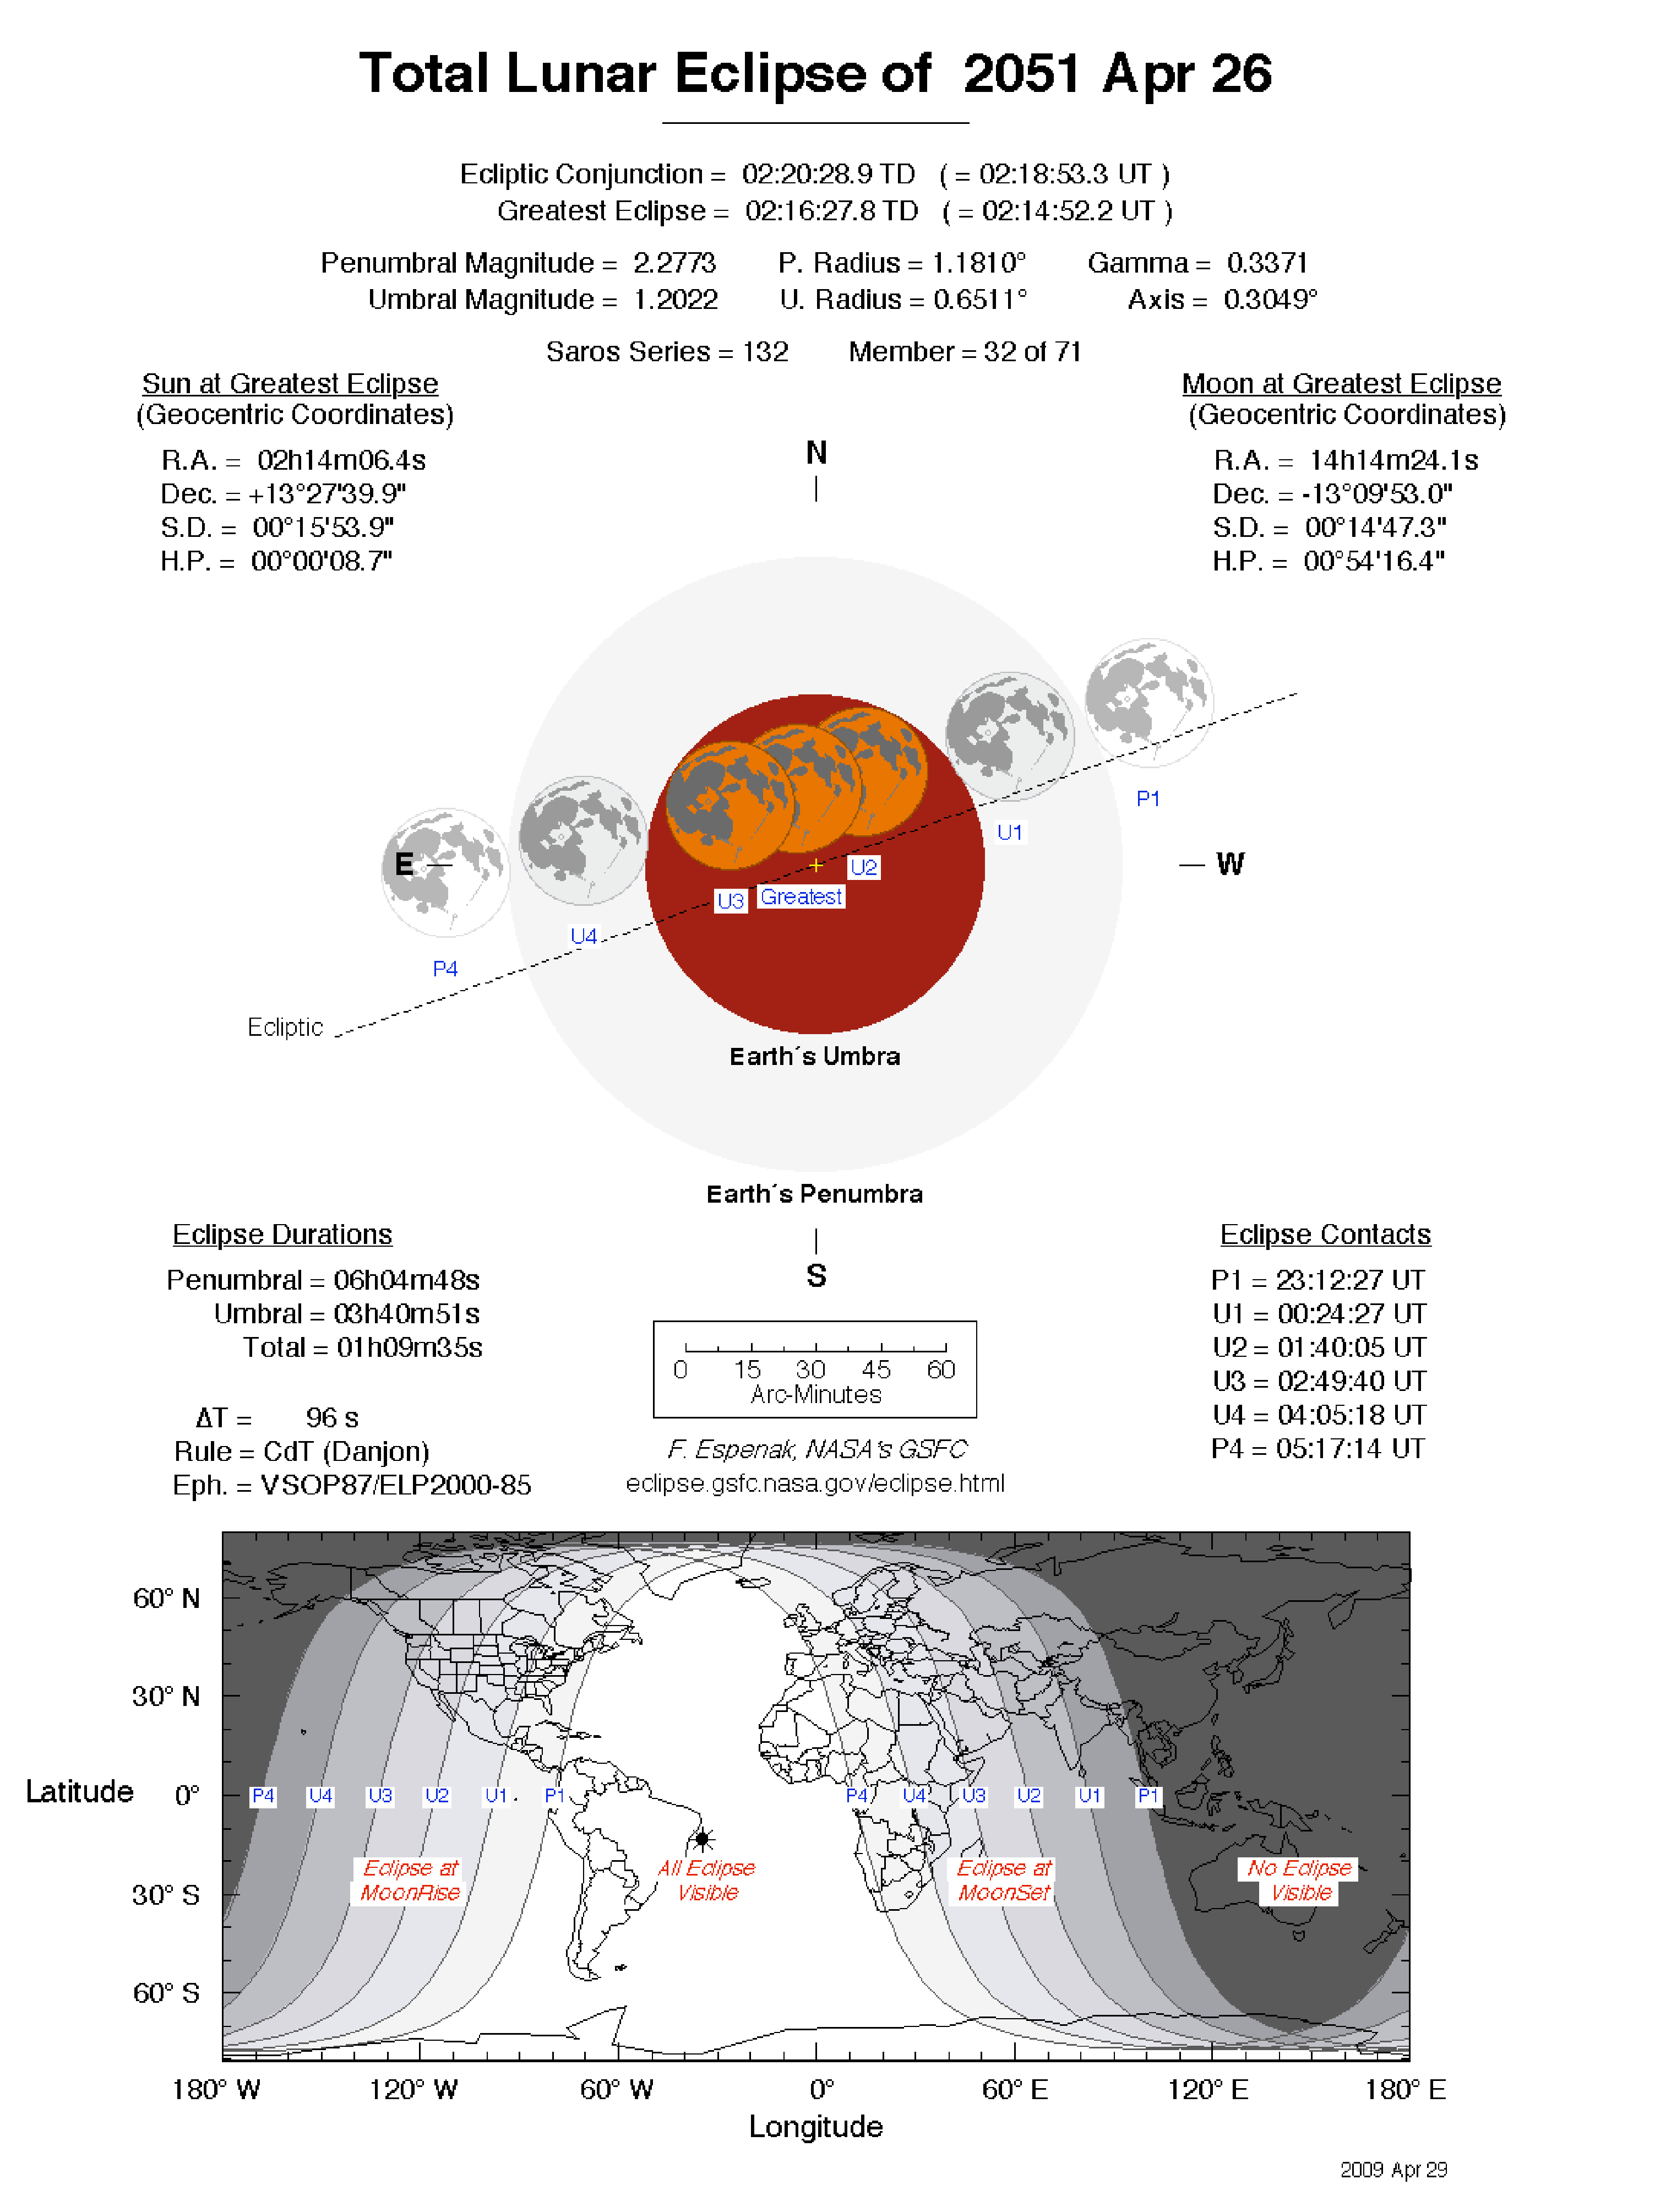 Total Lunar Eclipse of 2051 Apr 26
Ecliptic Conjunction = 02:20:28.9 TD ( = 02:18:53.3 UT )
Greatest Eclipse = 02:16:27.8 TD ( = 02:14:52.2 UT )
Penumbral Magnitude = 2.2773 P. Radius = 1.1810° Gamma = 0.3371
Umbral Magnitude = 1.2022 U. Radius = 0.6511° Axis = 0.3049°
Saros Series = 132 Member = 32 of 71
Sun at Greatest Eclipse
(Geocentric Coordinates)
R.A. = 02h14m06.4s
Dec. = +13°27'39.9"
S.D. = 00°15'53.9"
H.P. = 00°00'08.7"
Moon at Greatest Eclipse
(Geocentric Coordinates)
R.A. = 14h14m24.1s
Dec. = -13°09'53.0"
S.D. = 00°14'47.3"
H.P. = 00°54'16.4"
N
P1
U1
E
W
U2
U3
Greatest
U4
P4
Ecliptic
Earth´s Umbra
Earth´s Penumbra
S
Eclipse Durations
Penumbral = 06h04m48s
Umbral = 03h40m51s
Total = 01h09m35s
ΔT = 96 s
Rule = CdT (Danjon)
Eph. = VSOP87/ELP2000-85
0 15 30 45 60
Arc-Minutes
F. Espenak, NASA's GSFC
eclipse.gsfc.nasa.gov/eclipse.html
Eclipse Contacts
P1 = 23:12:27 UT
U1 = 00:24:27 UT
U2 = 01:40:05 UT
U3 = 02:49:40 UT
U4 = 04:05:18 UT
P4 = 05:17:14 UT
60° N
30° N
Latitude 0°
30° S
60° S
P4 U4 U3 U2 U1 P1 P4 U4 U3 U2 U1 P1
Eclipse at
MoonRise
All Eclipse
Visible
Eclipse at
MoonSet
No Eclipse
Visible
180° W 120° W 60° W 0° 60° E 120° E 180° E
Longitude
2009 Apr 29